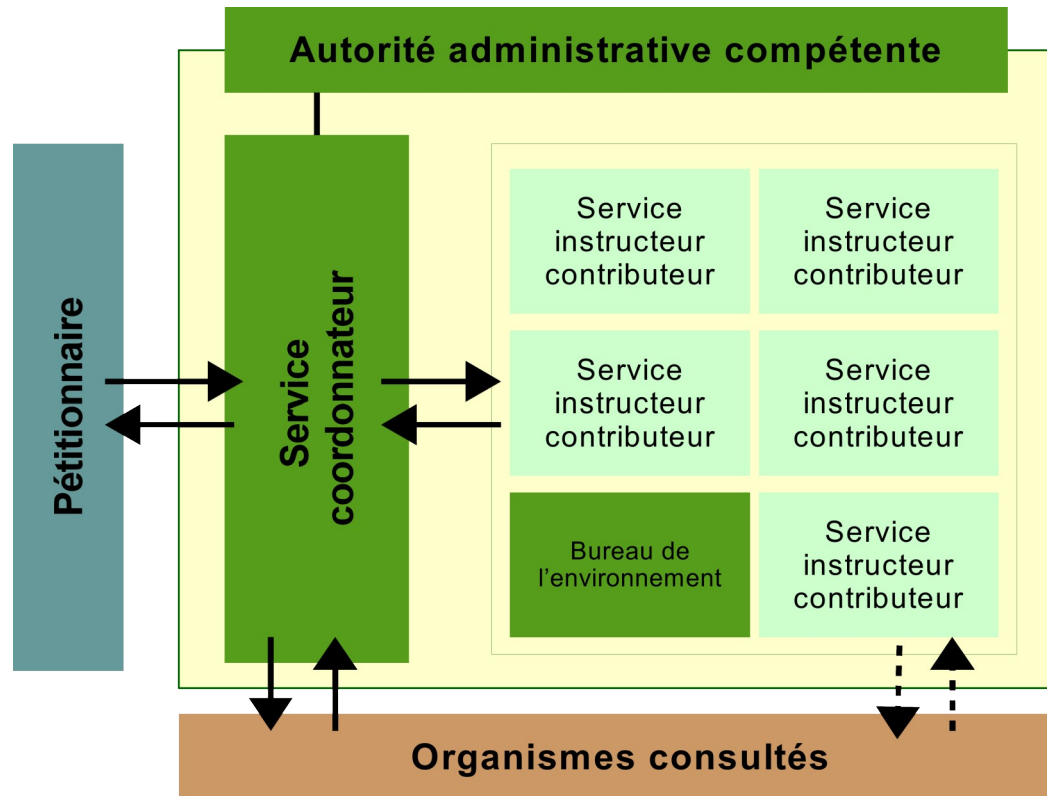 Autorité administrative compétente
Pétitionnaire
Service
coordonnateur
Service
instructeur
contributeur
Service
instructeur
contributeur
Service
instructeur
contributeur
Service
instructeur
contributeur
Bureau de
l’environnement
Service
instructeur
contributeur
Organismes consultés